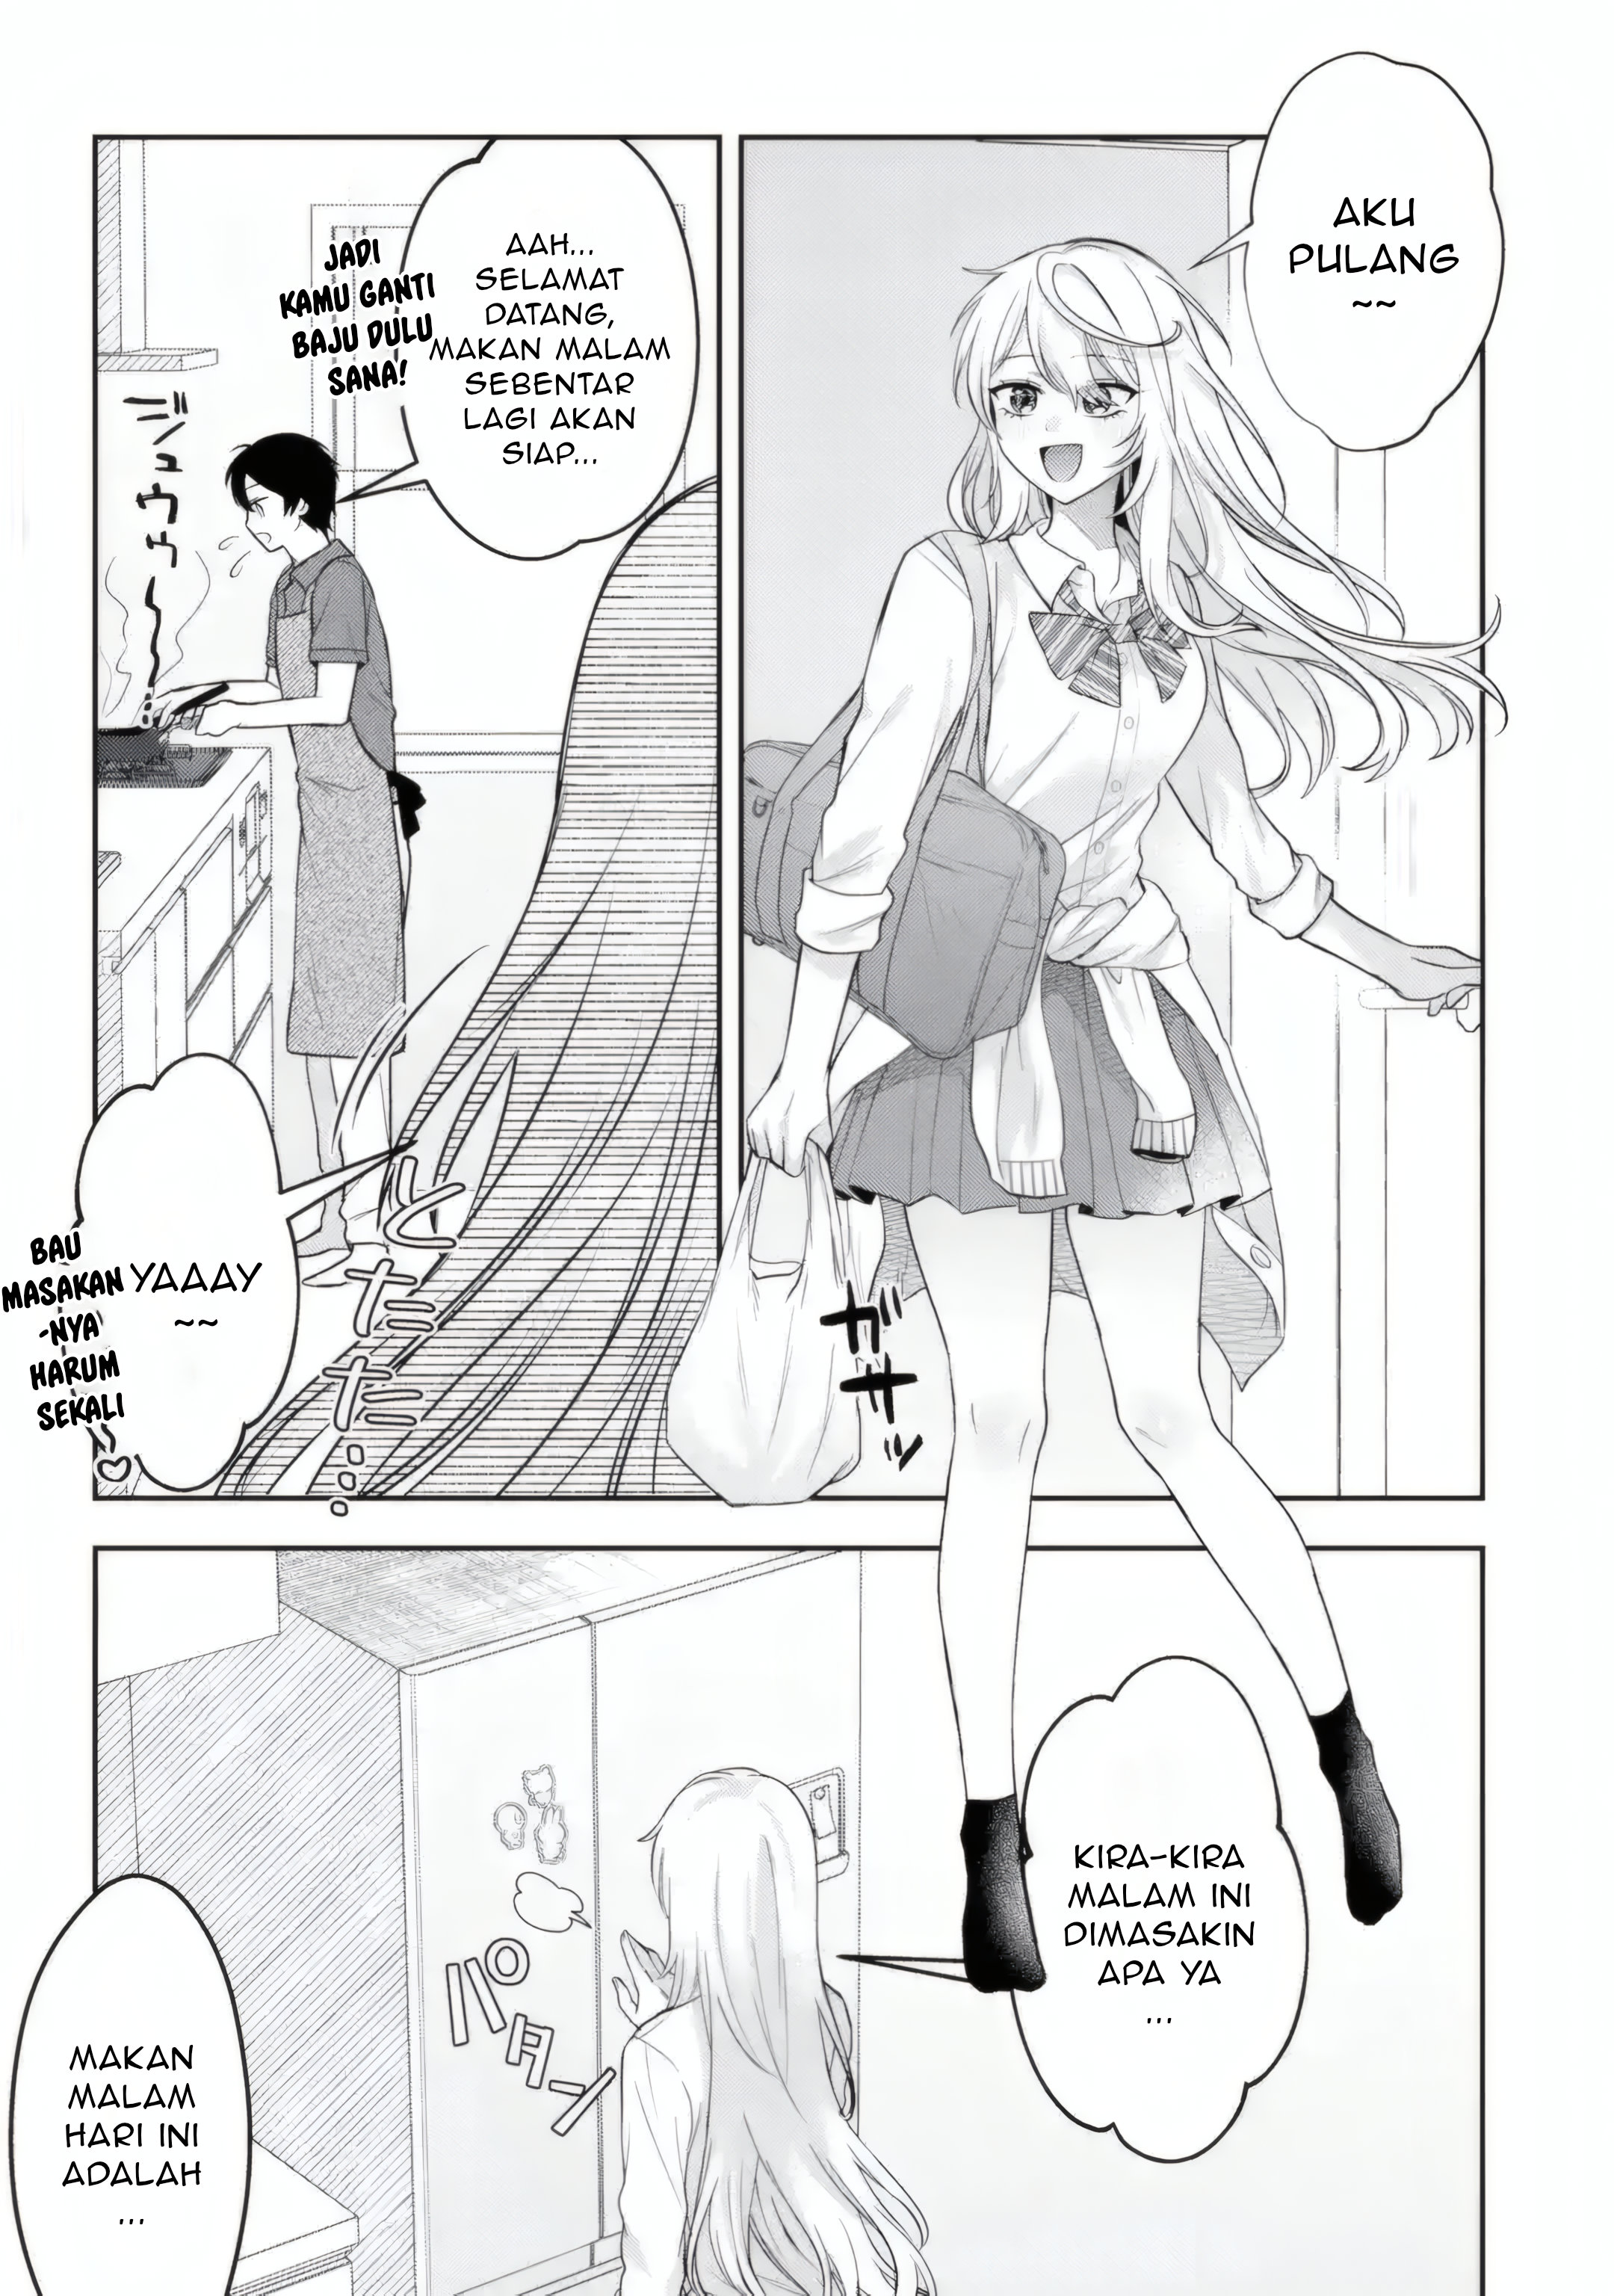 AKU
PULANG
~~
ガサッ
AAH...
SELAMAT
DATANG,
MAKAN MALAM
SEBENTAR
LAGI AKAN
SIAP...
JADI
KAMU GANTI
BAJU DULU
SANA!
ジュウゥ〜
YAAAY
~~
BAU
MASAKAN
-NYA
HARUM
SEKALI
とたた...
KIRA-KIRA
MALAM INI
DIMASAKIN
APA YA
...
パタン
MAKAN
MALAM
HARI INI
ADALAH
...